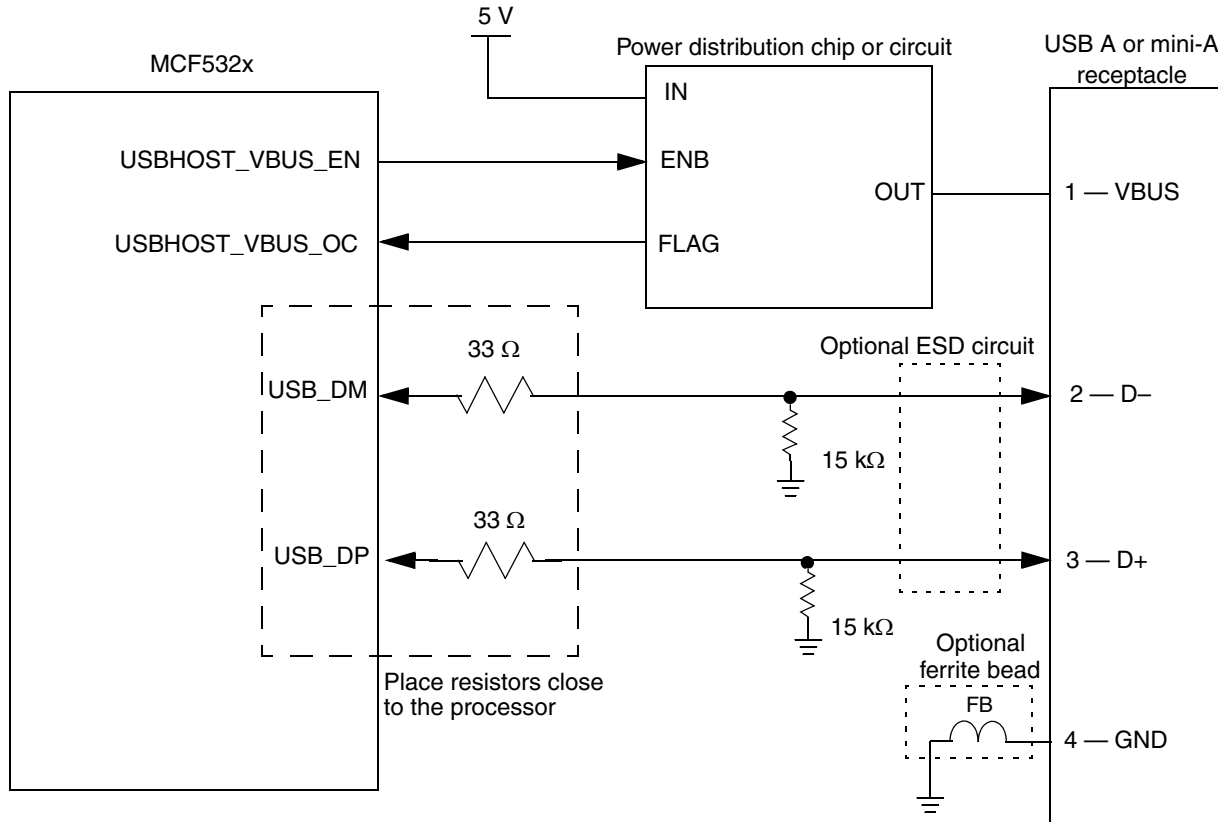 5 V
MCF532x
Power distribution chip or circuit
USB A or mini-A
receptacle
IN
USBHOST_VBUS_EN
ENB
OUT
1 — VBUS
USBHOST_VBUS_OC
FLAG
33 Ω
Optional ESD circuit
USB_DM
2 — D–
15 kΩ
33 Ω
USB_DP
3 — D+
15 kΩ
Optional
ferrite bead
Place resistors close
to the processor
FB
4 — GND